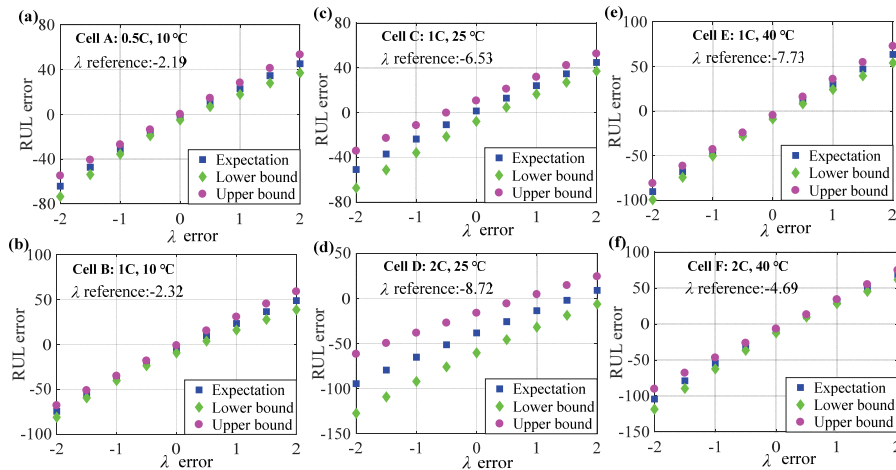 (a)
Cell A: 0.5C, 10 ℃
λ reference:-2.19
RUL error
80
40
0
-40
-80
-2
-1
0
1
2
λ error
Expectation
Lower bound
Upper bound
(c)
Cell C: 1C, 25 ℃
λ reference:-6.53
RUL error
80
40
0
-40
-80
-2
-1
0
1
2
λ error
Expectation
Lower bound
Upper bound
(e)
Cell E: 1C, 40 ℃
λ reference:-7.73
RUL error
100
50
0
-50
-100
-2
-1
0
1
2
λ error
Expectation
Lower bound
Upper bound
(b)
Cell B: 1C, 10 ℃
λ reference:-2.32
RUL error
100
50
0
-50
-100
-2
-1
0
1
2
λ error
Expectation
Lower bound
Upper bound
(d)
Cell D: 2C, 25 ℃
λ reference:-8.72
RUL error
50
0
-50
-100
-150
-2
-1
0
1
2
λ error
Expectation
Lower bound
Upper bound
(f)
Cell F: 2C, 40 ℃
λ reference:-4.69
RUL error
100
50
0
-50
-100
-150
-2
-1
0
1
2
λ error
Expectation
Lower bound
Upper bound